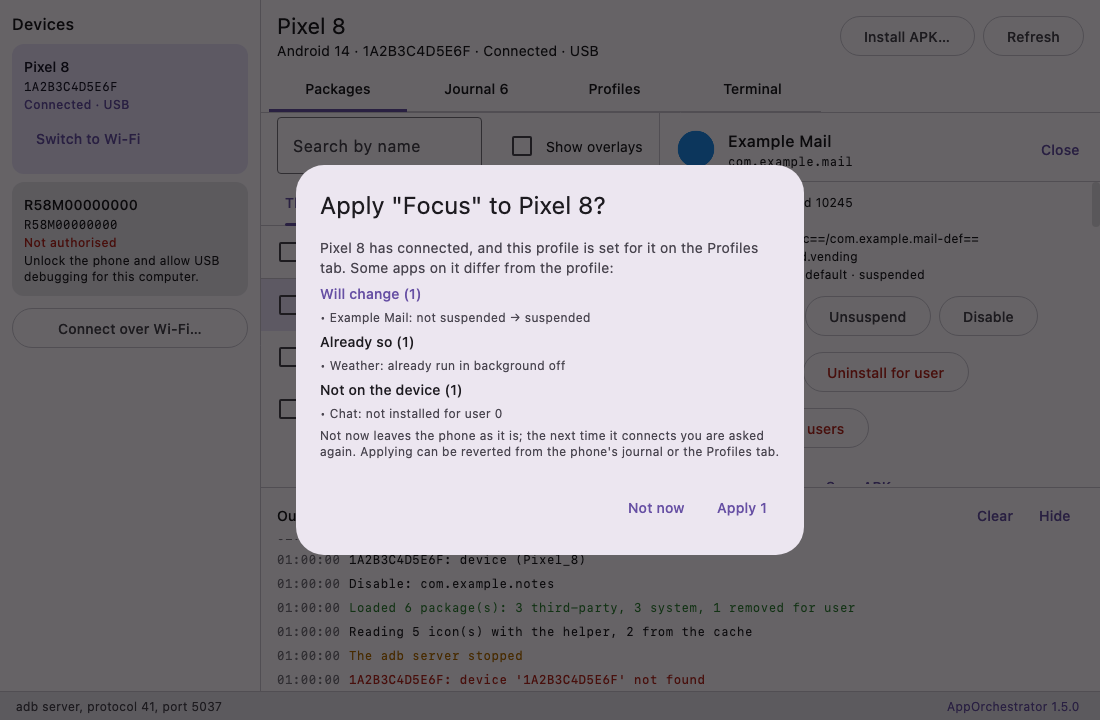 Devices
Pixel 8
1A2B3C4D5E6F
Connected · USB
Switch to Wi-Fi
R58M00000000
R58M00000000
Not authorised
Unlock the phone and allow USB
debugging for this computer.
Connect over Wi-Fi...
Pixel 8
Android 14 · 1A2B3C4D5E6F · Connected · USB
Install APK...
Refresh
Packages
Journal 6
Profiles
Terminal
Search by name
Show overlays
Example Mail
com.example.mail
Close
10245
c==/com.example.mail-def==
d.vending
default · suspended
Unsuspend
Disable
Uninstall for user
users
Apply "Focus" to Pixel 8?
Pixel 8 has connected, and this profile is set for it on the Profiles
tab. Some apps on it differ from the profile:
Will change (1)
• Example Mail: not suspended → suspended
Already so (1)
• Weather: already run in background off
Not on the device (1)
• Chat: not installed for user 0
Not now leaves the phone as it is; the next time it connects you are asked
again. Applying can be reverted from the phone's journal or the Profiles tab.
Not now
Apply 1
Clear
Hide
01:00:00 1A2B3C4D5E6F: device (Pixel_8)
01:00:00 Disable: com.example.notes
01:00:00 Loaded 6 package(s): 3 third-party, 3 system, 1 removed for user
01:00:00 Reading 5 icon(s) with the helper, 2 from the cache
01:00:00 The adb server stopped
01:00:00 1A2B3C4D5E6F: device '1A2B3C4D5E6F' not found
adb server, protocol 41, port 5037
AppOrchestrator 1.5.0